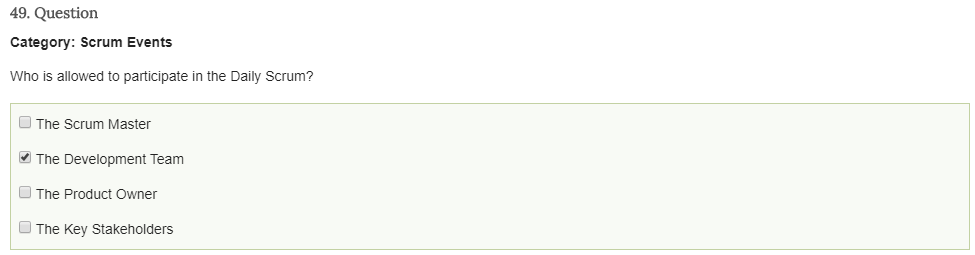 49. Question
Category: Scrum Events
Who is allowed to participate in the Daily Scrum?
The Scrum Master
The Development Team
The Product Owner
The Key Stakeholders